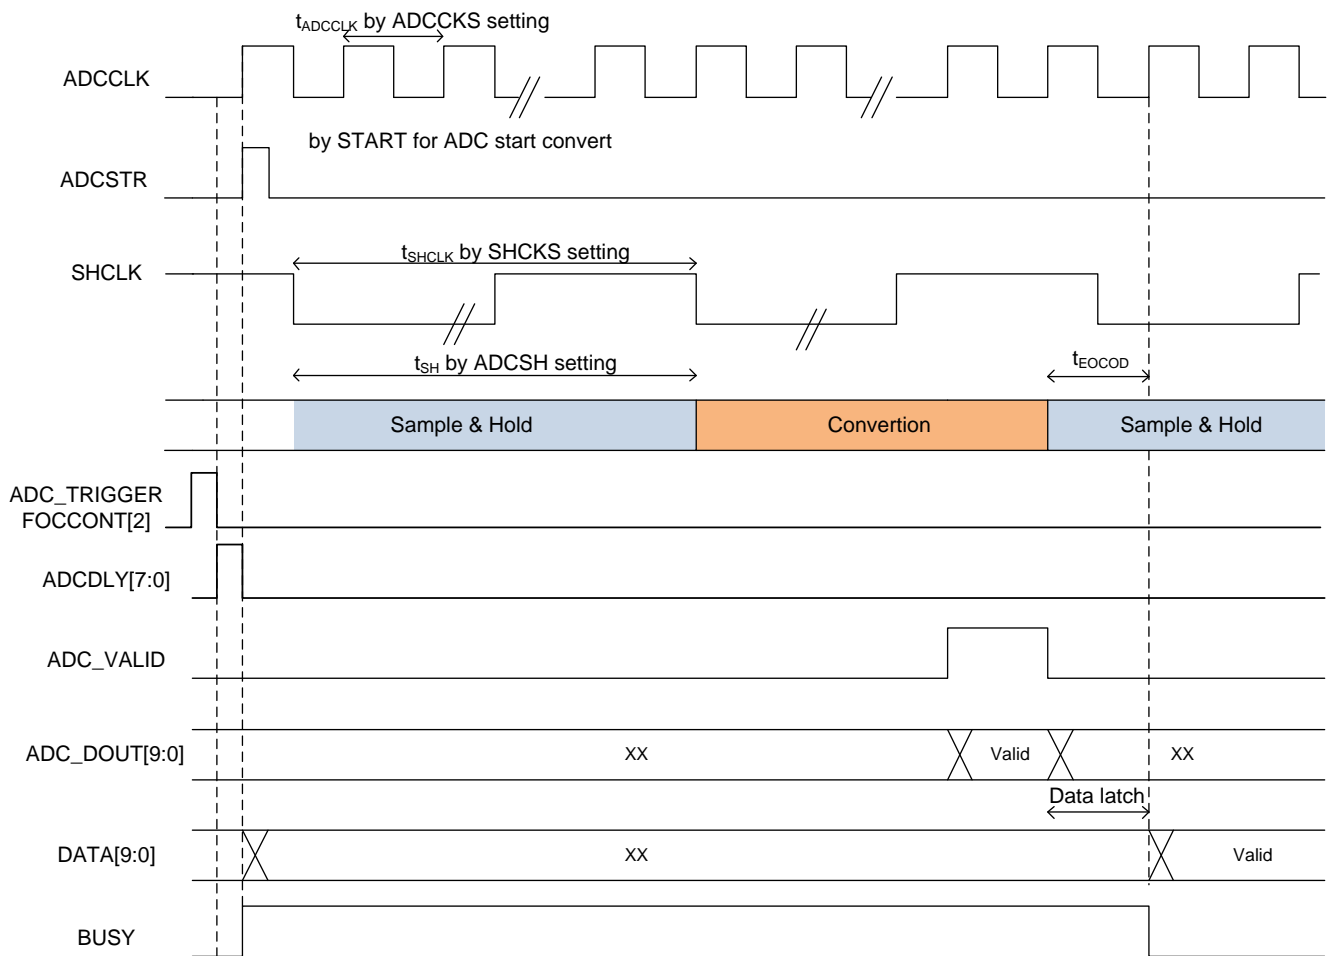 tADCCLK by ADCCKS setting
ADCCLK
by START for ADC start convert
ADCSTR
tSHCLK by SHCKS setting
SHCLK
tSH by ADCSH setting
tEOCOD
Sample & Hold
Convertion
Sample & Hold
ADC_TRIGGER
FOCCONT[2]
ADCDLY[7:0]
ADC_VALID
ADC_DOUT[9:0]
XX
Valid
XX
Data latch
DATA[9:0]
XX
Valid
BUSY